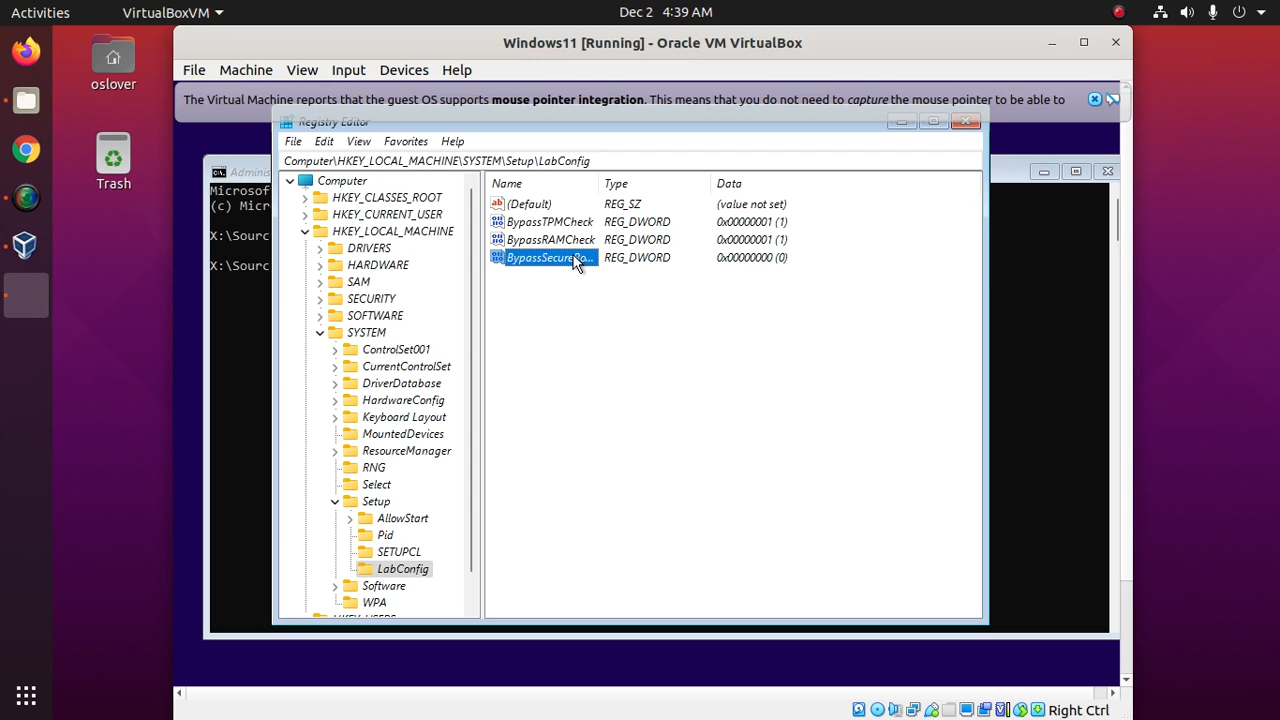 Activities VirtualBoxVM Dec 2 4:39 AM
Windows11 [Running] - Oracle VM VirtualBox
File Machine View Input Devices Help
oslover
Trash
The Virtual Machine reports that the guest OS supports mouse pointer integration. This means that you do not need to capture the mouse pointer to be able to
Registry Editor
File Edit View Favorites Help
Computer\HKEY_LOCAL_MACHINE\SYSTEM\Setup\LabConfig
Adminis
Microsof
(c) Micr
X:\Sourc
X:\Sourc
Computer
HKEY_CLASSES_ROOT
HKEY_CURRENT_USER
HKEY_LOCAL_MACHINE
DRIVERS
HARDWARE
SAM
SECURITY
SOFTWARE
SYSTEM
ControlSet001
CurrentControlSet
DriverDatabase
HardwareConfig
Keyboard Layout
MountedDevices
ResourceManager
RNG
Select
Setup
AllowStart
Pid
SETUPCL
LabConfig
Software
WPA
HKEY_USERS
Name Type Data
(Default) REG_SZ (value not set)
BypassTPMCheck REG_DWORD 0x00000001 (1)
BypassRAMCheck REG_DWORD 0x00000001 (1)
BypassSecureBo... REG_DWORD 0x00000000 (0)
Right Ctrl